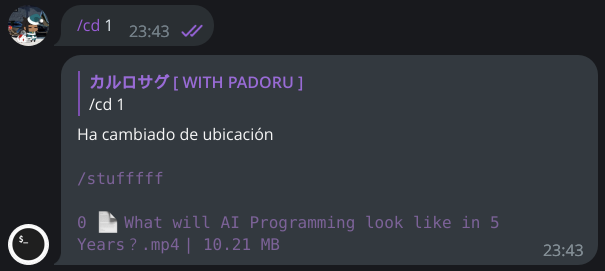 /cd 1 23:43
カルロサグ [ WITH PADORU ]
/cd 1
Ha cambiado de ubicación
/stufffff
0 📄 What will AI Programming look like in 5
Years？.mp4 | 10.21 MB
23:43
$_